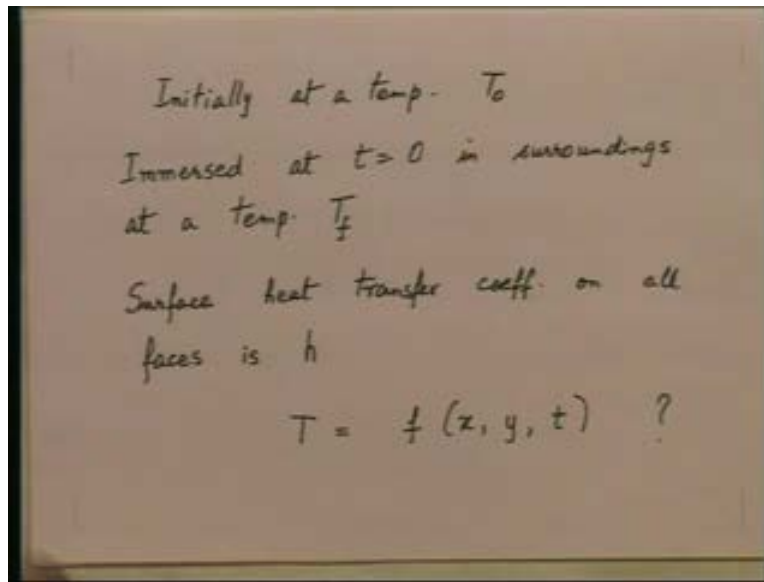 Initially at a temp. T₀
Immersed at t = 0 in surroundings
at a temp. T_f
Surface heat transfer coeff. on all
faces is h
T = f (x, y, t) ?